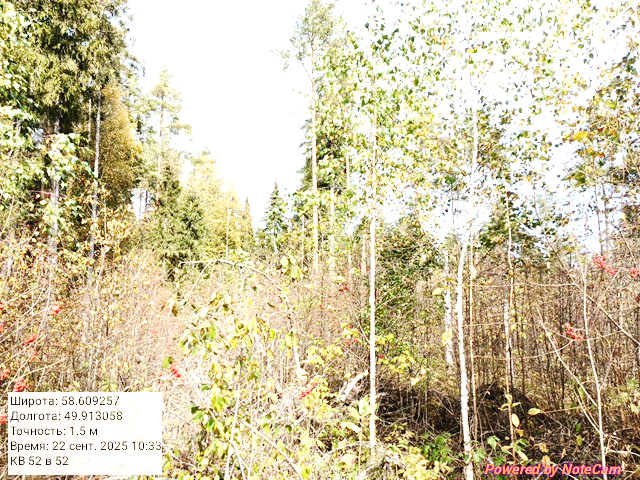 Широта: 58.609257
Долгота: 49.913058
Точность: 1.5 м
Время: 22 сент. 2025 10:33
КВ 52 в 52
Powered by NoteCam